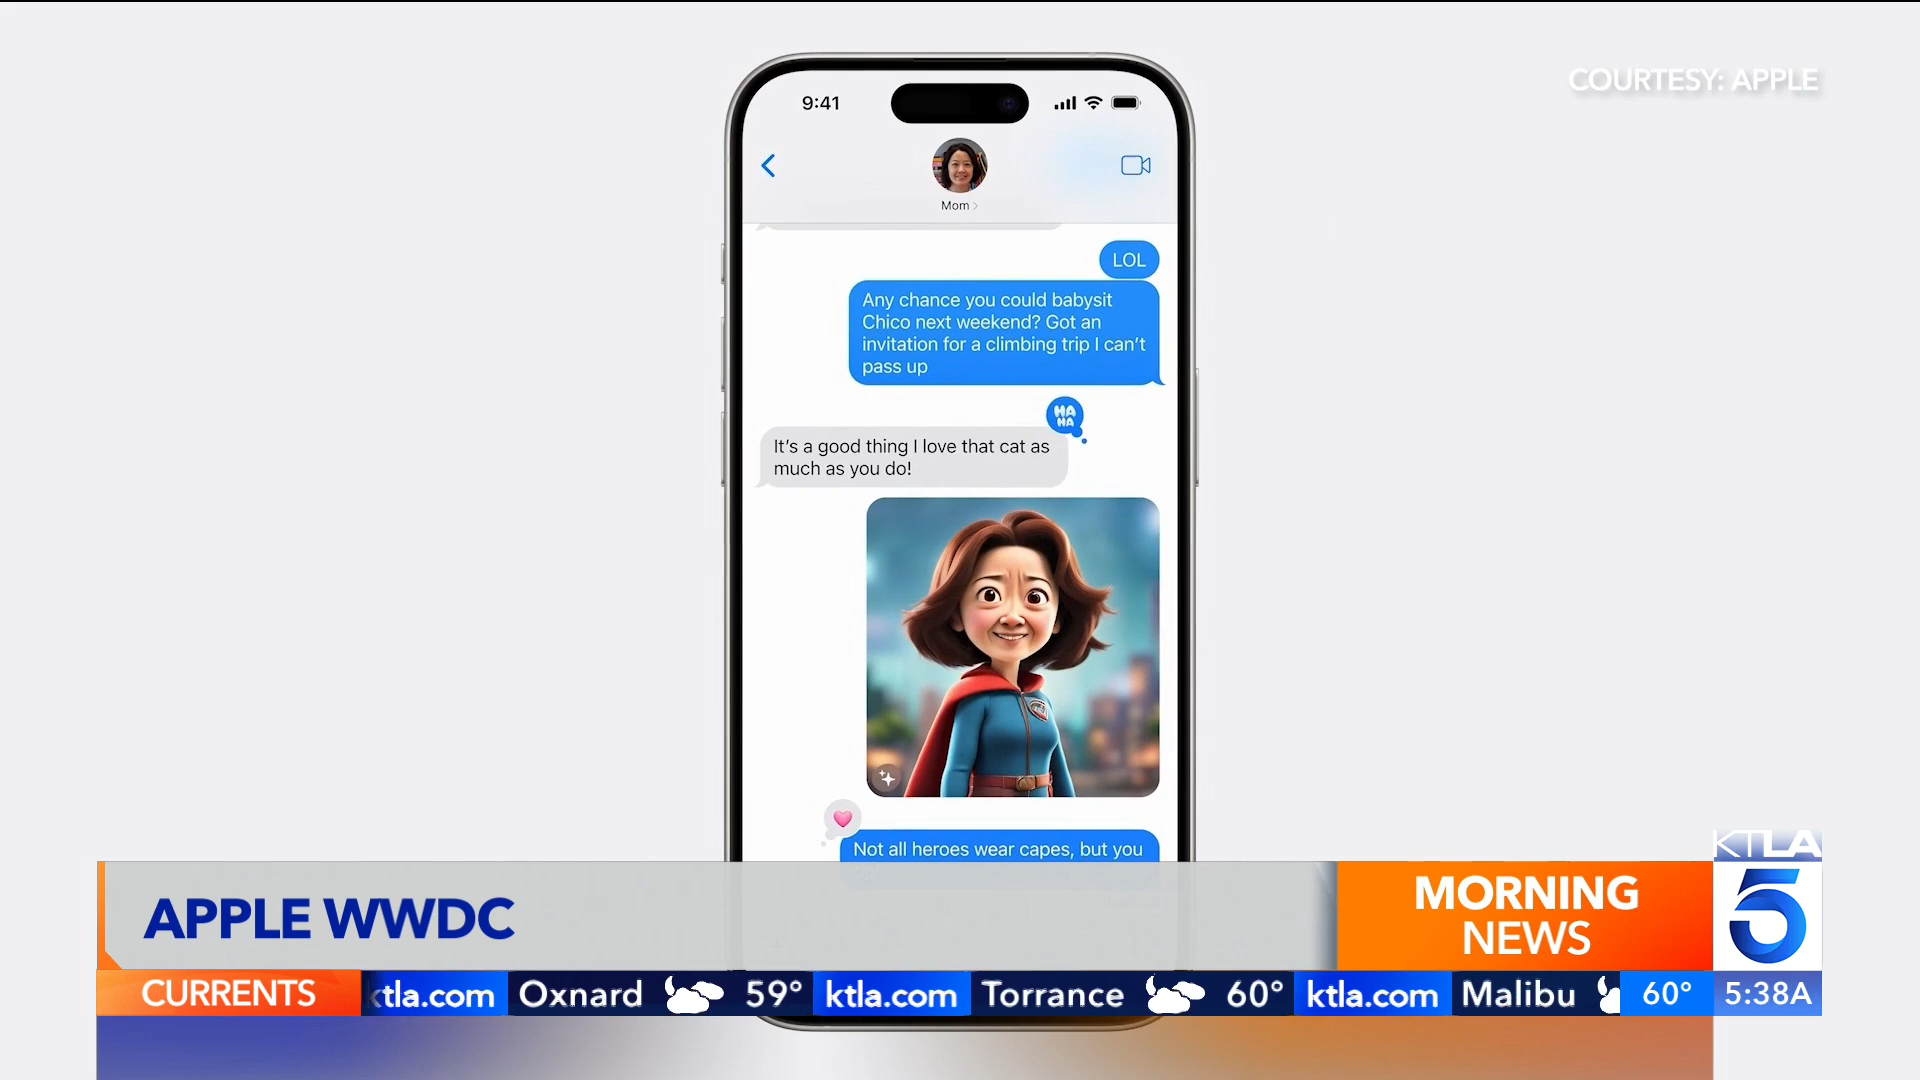 COURTESY: APPLE
9:41
Mom
LOL
Any chance you could babysit
Chico next weekend? Got an
invitation for a climbing trip I can't
pass up
HA
HA
It's a good thing I love that cat as
much as you do!
Not all heroes wear capes, but you
APPLE WWDC
MORNING
NEWS
KTLA
5
CURRENTS ktla.com Oxnard 59° ktla.com Torrance 60° ktla.com Malibu 60° 5:38A